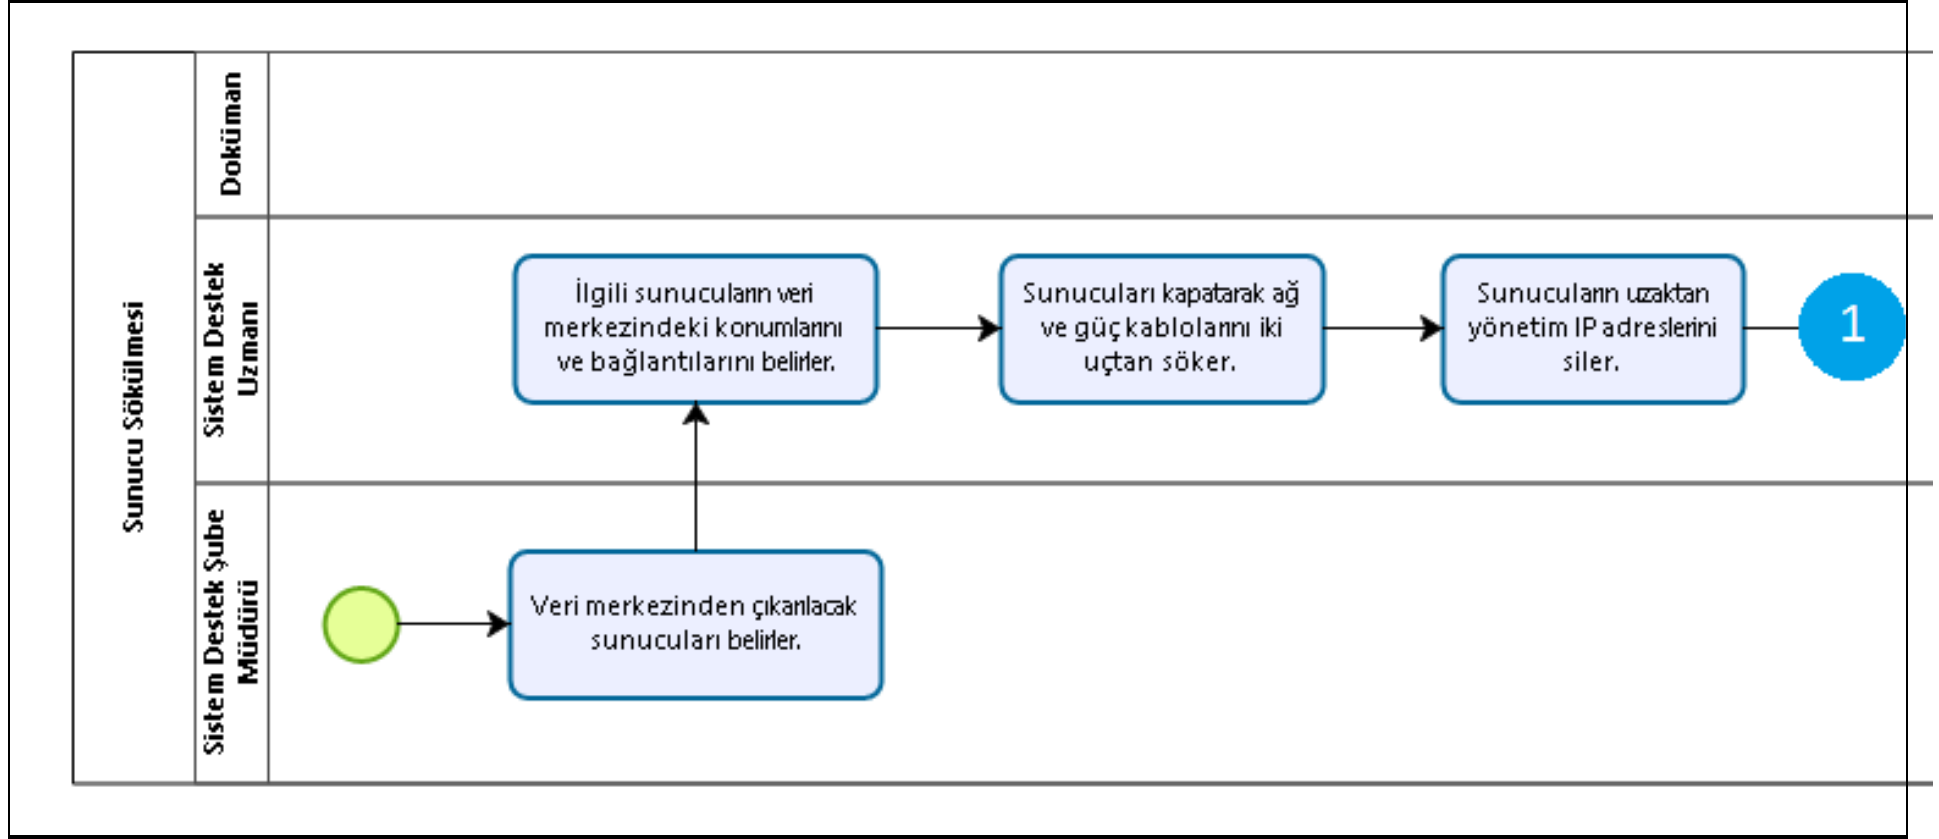 Sunucu Sökülmesi
Doküman
Sistem Destek
Uzmanı
İlgili sunucuların veri
merkezindeki konumlarını
ve bağlantılarını belirler.
Sunucuları kapatarak ağ
ve güç kablolarını iki
uçtan söker.
Sunucuların uzaktan
yönetim IP adreslerini
siler.
1
Sistem Destek Şube
Müdürü
Veri merkezinden çıkarılacak
sunucuları belirler.